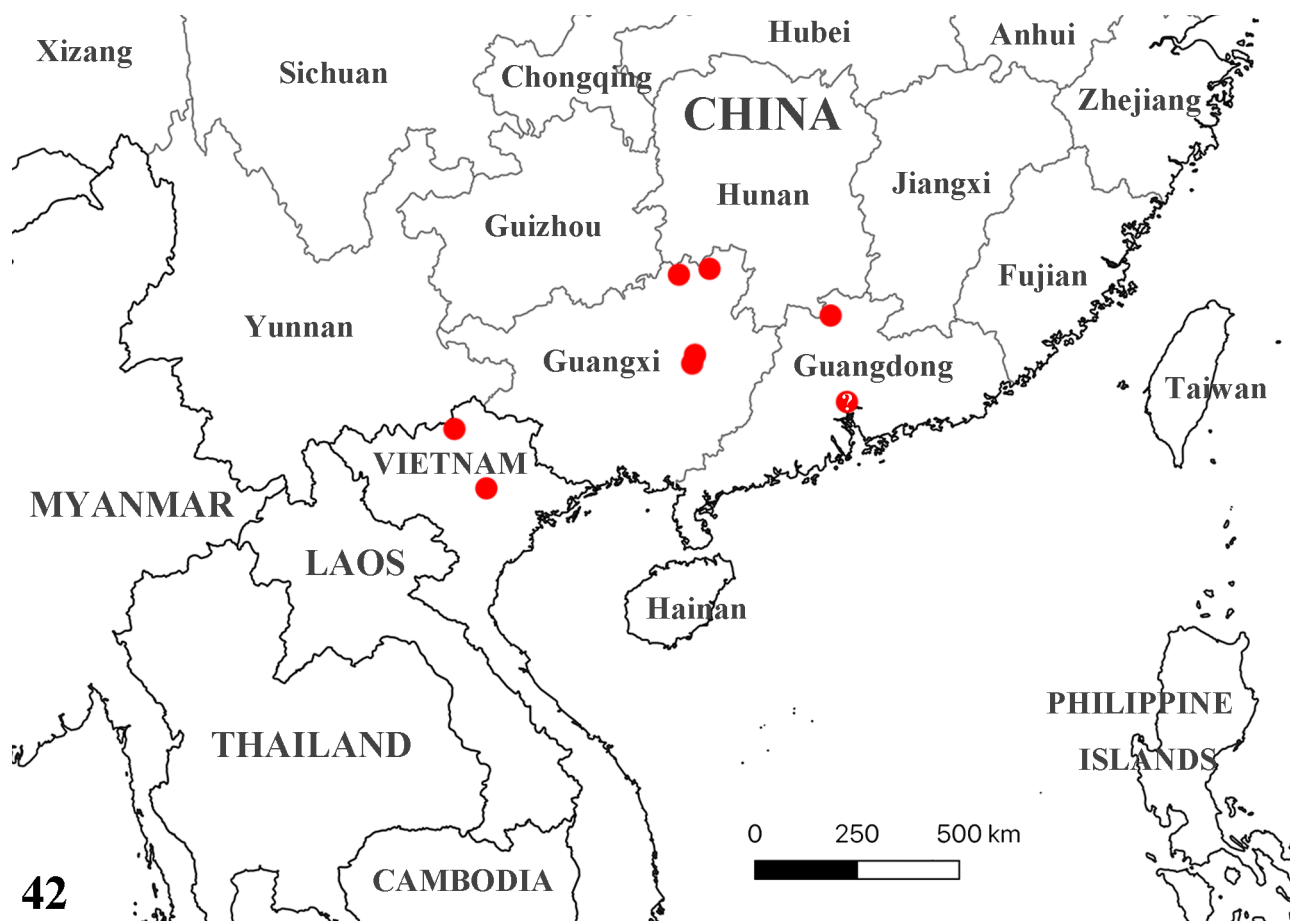 Xizang
Sichuan
Chongqing
Hubei
Anhui
Zhejiang
CHINA
Hunan
Jiangxi
Guizhou
Fujian
Yunnan
Guangxi
Guangdong
Taiwan
?
VIETNAM
MYANMAR
LAOS
Hainan
PHILIPPINE
ISLANDS
THAILAND
0 250 500 km
CAMBODIA
42